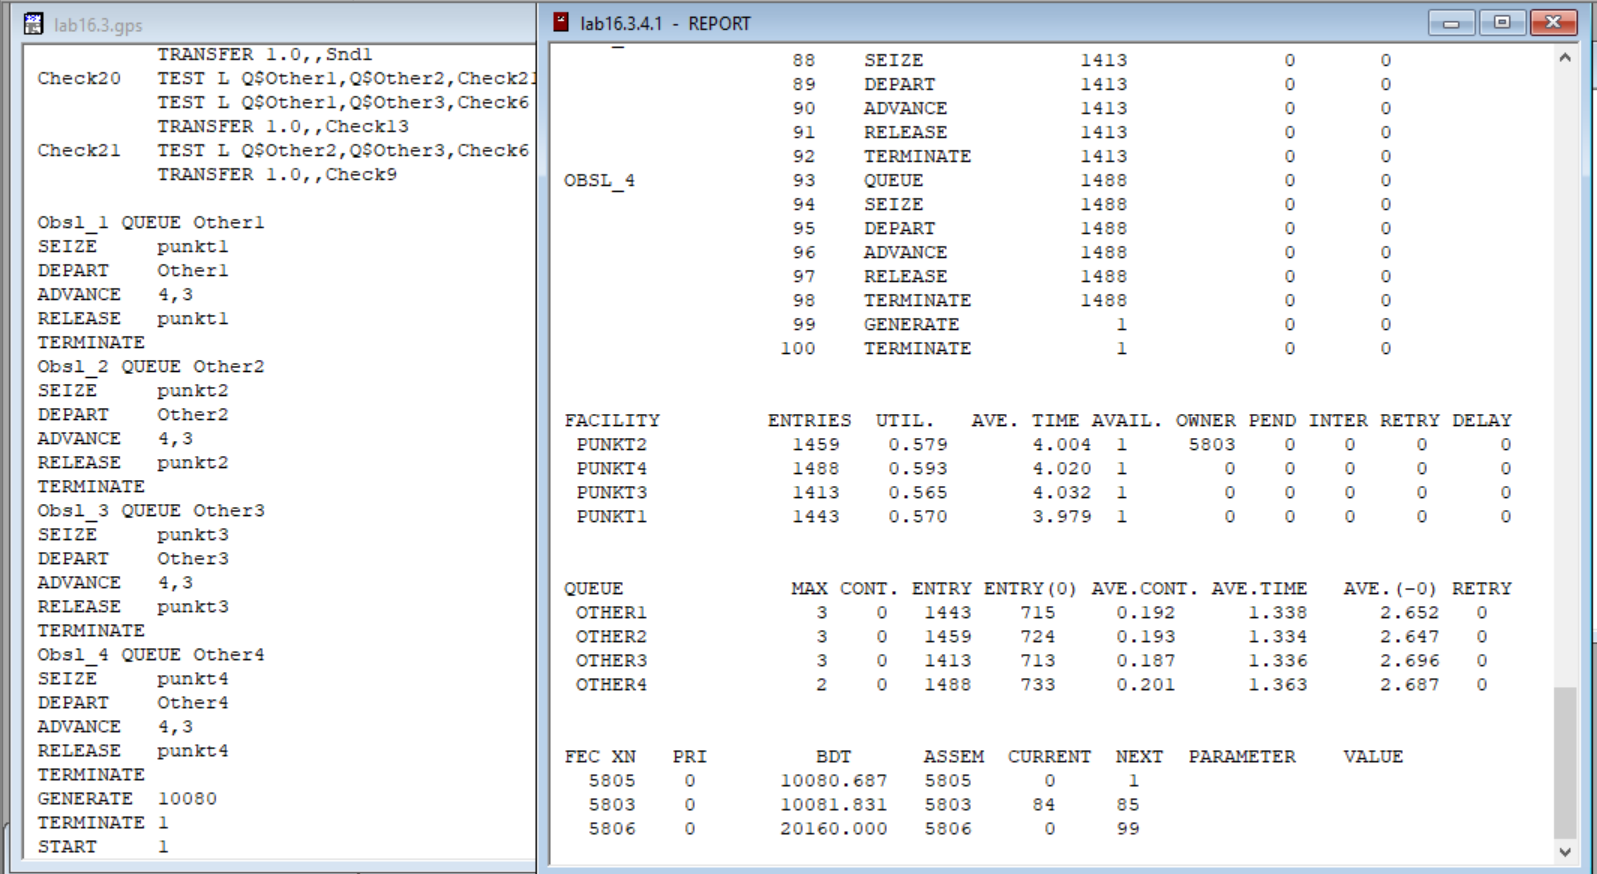 lab16.3.gps
TRANSFER 1.0,,Snd1
Check20 TEST L Q$Other1,Q$Other2,Check21
TEST L Q$Other1,Q$Other3,Check6
TRANSFER 1.0,,Check13
Check21 TEST L Q$Other2,Q$Other3,Check6
TRANSFER 1.0,,Check9
Obsl_1 QUEUE Other1
SEIZE punkt1
DEPART Other1
ADVANCE 4,3
RELEASE punkt1
TERMINATE
Obsl_2 QUEUE Other2
SEIZE punkt2
DEPART Other2
ADVANCE 4,3
RELEASE punkt2
TERMINATE
Obsl_3 QUEUE Other3
SEIZE punkt3
DEPART Other3
ADVANCE 4,3
RELEASE punkt3
TERMINATE
Obsl_4 QUEUE Other4
SEIZE punkt4
DEPART Other4
ADVANCE 4,3
RELEASE punkt4
TERMINATE
GENERATE 10080
TERMINATE 1
START 1
lab16.3.4.1 - REPORT
88 SEIZE 1413 0 0
89 DEPART 1413 0 0
90 ADVANCE 1413 0 0
91 RELEASE 1413 0 0
92 TERMINATE 1413 0 0
OBSL_4 93 QUEUE 1488 0 0
94 SEIZE 1488 0 0
95 DEPART 1488 0 0
96 ADVANCE 1488 0 0
97 RELEASE 1488 0 0
98 TERMINATE 1488 0 0
99 GENERATE 1 0 0
100 TERMINATE 1 0 0
FACILITY ENTRIES UTIL. AVE. TIME AVAIL. OWNER PEND INTER RETRY DELAY
PUNKT2 1459 0.579 4.004 1 5803 0 0 0 0
PUNKT4 1488 0.593 4.020 1 0 0 0 0 0
PUNKT3 1413 0.565 4.032 1 0 0 0 0 0
PUNKT1 1443 0.570 3.979 1 0 0 0 0 0
QUEUE MAX CONT. ENTRY ENTRY(0) AVE.CONT. AVE.TIME AVE.(-0) RETRY
OTHER1 3 0 1443 715 0.192 1.338 2.652 0
OTHER2 3 0 1459 724 0.193 1.334 2.647 0
OTHER3 3 0 1413 713 0.187 1.336 2.696 0
OTHER4 2 0 1488 733 0.201 1.363 2.687 0
FEC XN PRI BDT ASSEM CURRENT NEXT PARAMETER VALUE
5805 0 10080.687 5805 0 1
5803 0 10081.831 5803 84 85
5806 0 20160.000 5806 0 99